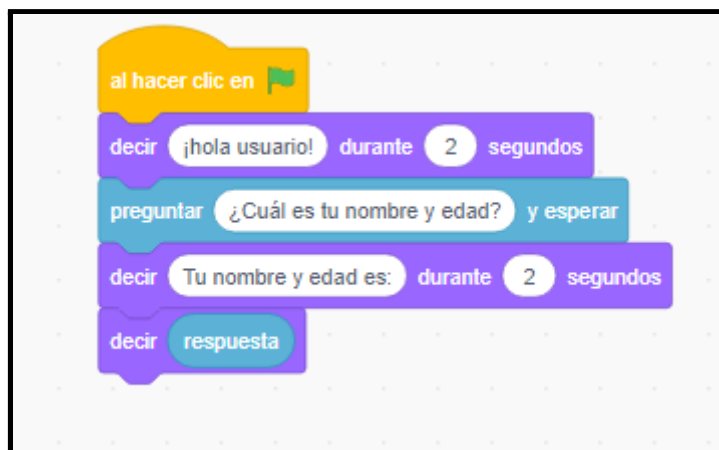 al hacer clic en
decir ¡hola usuario! durante 2 segundos
preguntar ¿Cuál es tu nombre y edad? y esperar
decir Tu nombre y edad es: durante 2 segundos
decir respuesta